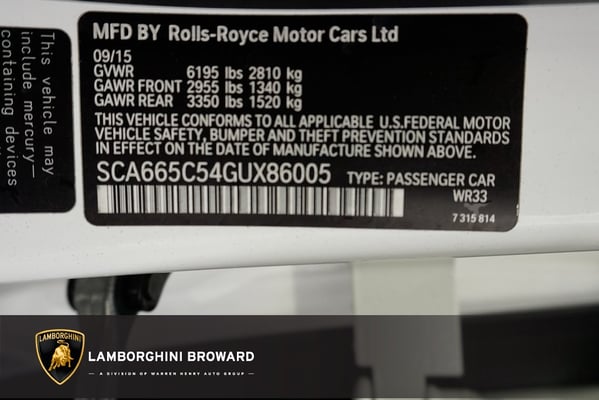 MFD BY Rolls-Royce Motor Cars Ltd
09/15
GVWR 6195 lbs 2810 kg
GAWR FRONT 2955 lbs 1340 kg
GAWR REAR 3350 lbs 1520 kg
THIS VEHICLE CONFORMS TO ALL APPLICABLE U.S.FEDERAL MOTOR
VEHICLE SAFETY, BUMPER AND THEFT PREVENTION STANDARDS
IN EFFECT ON THE DATE OF MANUFACTURE SHOWN ABOVE.
SCA665C54GUX86005 TYPE: PASSENGER CAR
WR33
7 315 814
This vehicle may
include mercury-
containing devices
LAMBORGHINI
LAMBORGHINI BROWARD
— A DIVISION OF WARREN HENRY AUTO GROUP —